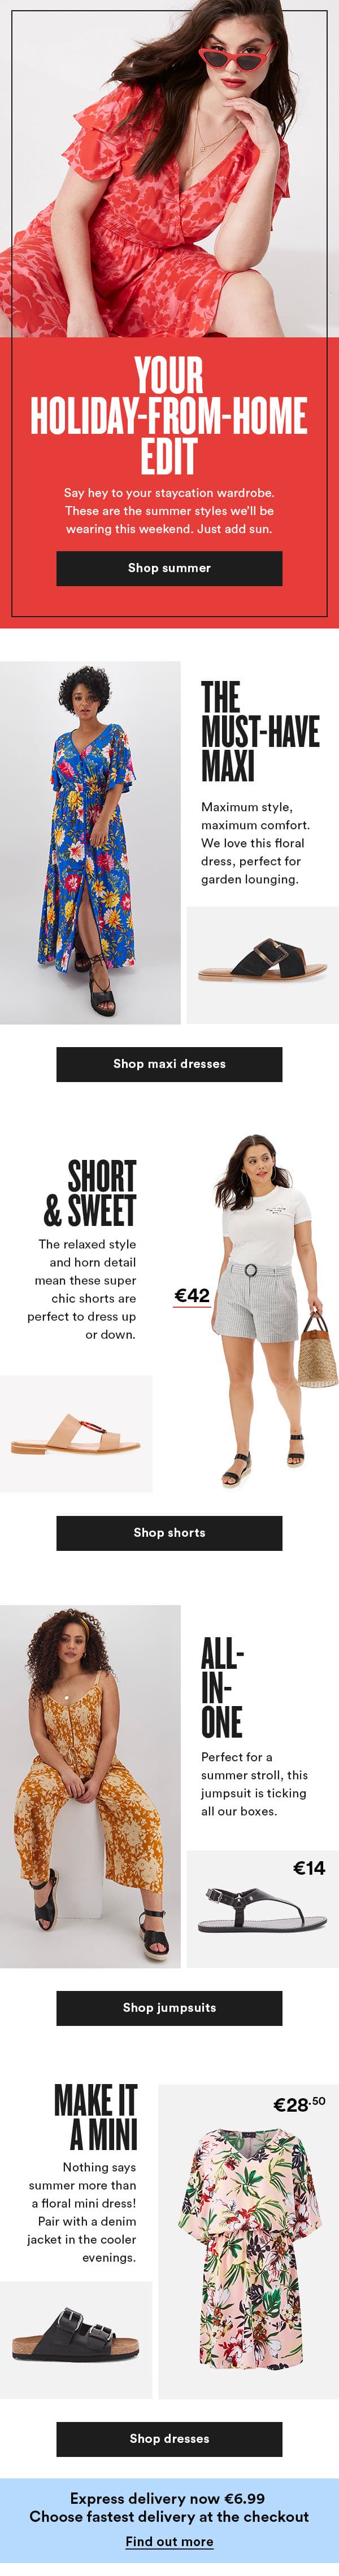 YOUR
HOLIDAY-FROM-HOME
EDIT
Say hey to your staycation wardrobe.
These are the summer styles we'll be
wearing this weekend. Just add sun.
Shop summer
THE
MUST-HAVE
MAXI
Maximum style,
maximum comfort.
We love this floral
dress, perfect for
garden lounging.
Shop maxi dresses
SHORT
& SWEET
The relaxed style
and horn detail
mean these super
chic shorts are
perfect to dress up
or down.
€42
Shop shorts
ALL-
IN-
ONE
Perfect for a
summer stroll, this
jumpsuit is ticking
all our boxes.
€14
Shop jumpsuits
MAKE IT
A MINI
Nothing says
summer more than
a floral mini dress!
Pair with a denim
jacket in the cooler
evenings.
€28.50
Shop dresses
Express delivery now €6.99
Choose fastest delivery at the checkout
Find out more